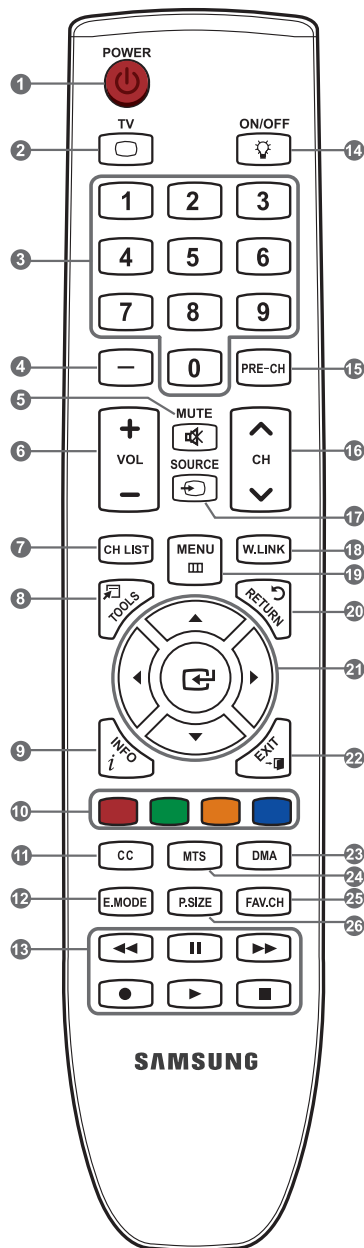 POWER
1
TV
ON/OFF
2
14
1 2 3
3
4 5 6
7 8 9
4
—
0
PRE-CH
15
5
MUTE
6
+
VOL
—
CH
16
SOURCE
17
7
CH LIST
MENU
W.LINK
18
19
8
TOOLS
RETURN
20
21
9
INFO
i
EXIT
22
10
11
CC
MTS
DMA
23
24
12
E.MODE
P.SIZE
FAV.CH
25
26
13
SAMSUNG